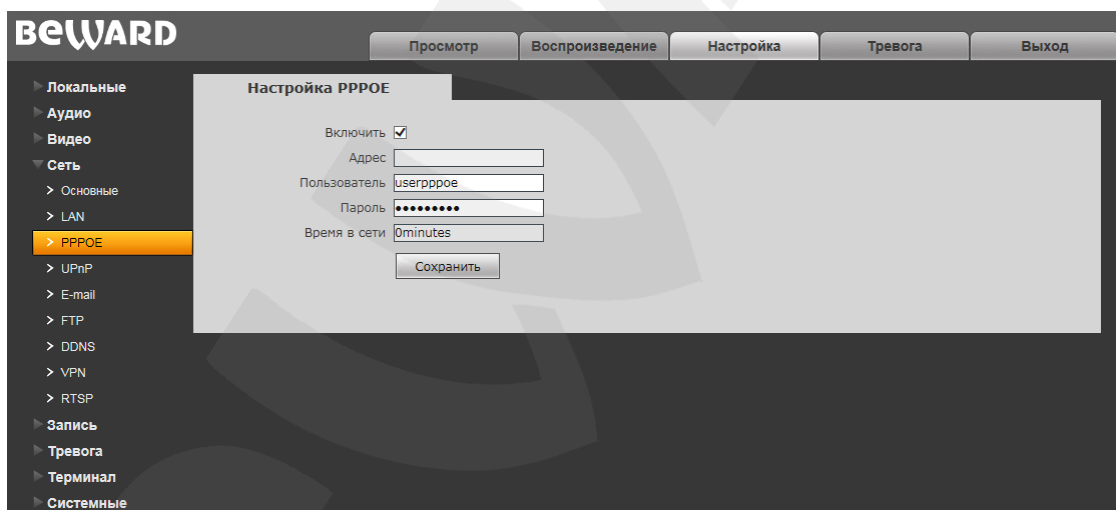 BEWARD
Просмотр Воспроизведение Настройка Тревога Выход
Локальные
Аудио
Видео
Сеть
Основные
LAN
PPPOE
UPnP
E-mail
FTP
DDNS
VPN
RTSP
Запись
Тревога
Терминал
Системные
Настройка PPPOE
Включить
Адрес
Пользователь userpppoe
Пароль •••••••••
Время в сети 0minutes
Сохранить